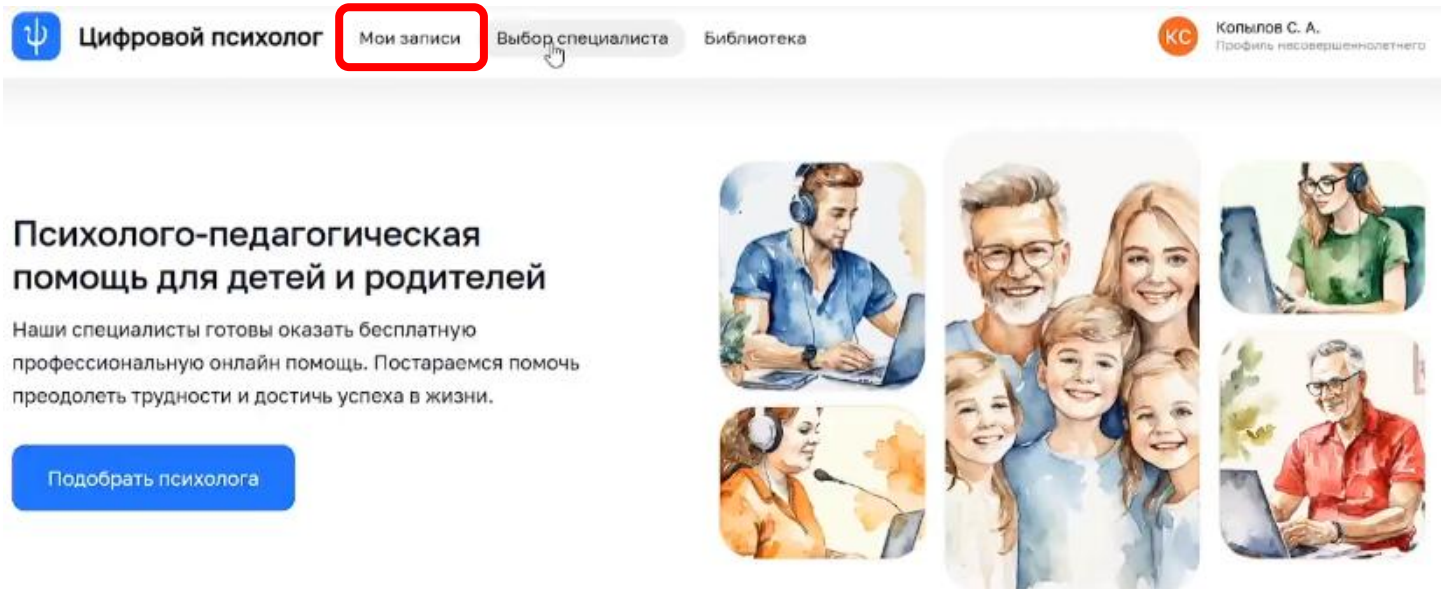 Цифровой психолог Мои записи Выбор специалиста Библиотека
КС Копылов С. А.
Профиль несовершеннолетнего
Психолого-педагогическая
помощь для детей и родителей
Наши специалисты готовы оказать бесплатную
профессиональную онлайн помощь. Постараемся помочь
преодолеть трудности и достичь успеха в жизни.
Подобрать психолога